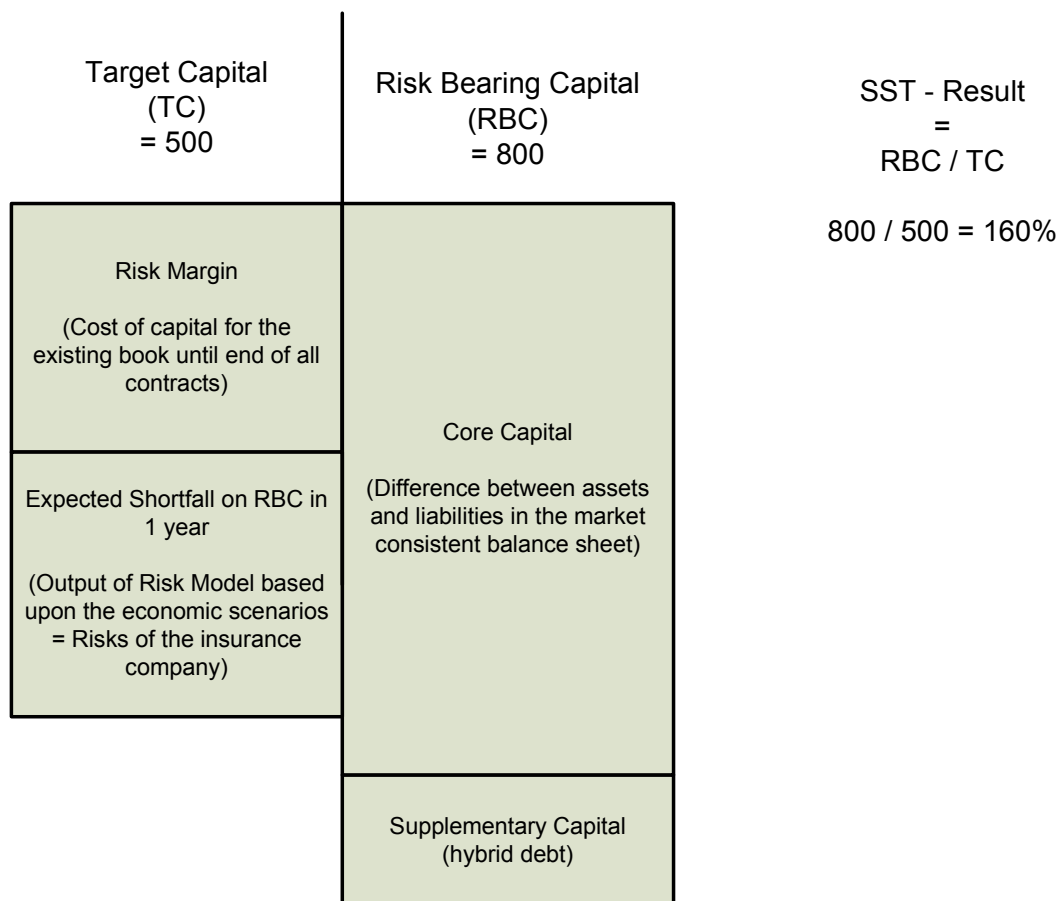 Target Capital
(TC)
= 500
Risk Bearing Capital
(RBC)
= 800
SST - Result
=
RBC / TC
800 / 500 = 160%
Risk Margin
(Cost of capital for the
existing book until end of all
contracts)
Expected Shortfall on RBC in
1 year
(Output of Risk Model based
upon the economic scenarios
= Risks of the insurance
company)
Core Capital
(Difference between assets
and liabilities in the market
consistent balance sheet)
Supplementary Capital
(hybrid debt)